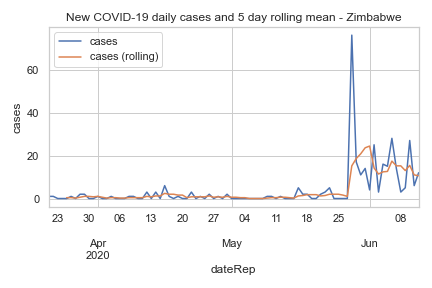 New COVID-19 daily cases and 5 day rolling mean - Zimbabwe
cases
cases (rolling)
60
40
20
0
cases
23 30 06 13 20 27 04 11 18 25 08
Apr May Jun
2020
dateRep